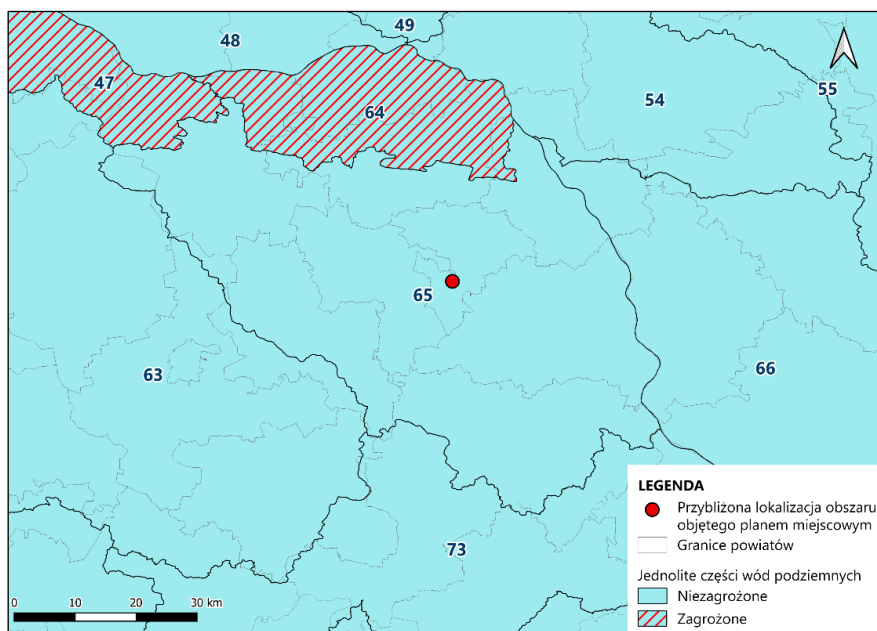 49
48
47
55
54
64
65
66
63
73
LEGENDA
Przybliżona lokalizacja obszaru
objętego planem miejscowym
Granice powiatów
Jednolite części wód podziemnych
Niezagrożone
Zagrożone
0 10 20 30 km